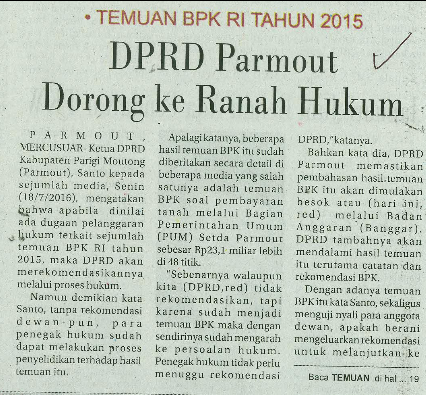 • TEMUAN BPK RI TAHUN 2015
DPRD Parmout
Dorong ke Ranah Hukum
PARMOUT,
MERCUSUAR- Ketua DPRD
Kabupaten Parigi Moutong
(Parmout), Santo kepada
sejumlah media, Senin
(18/7/2016), mengatakan
bahwa apabila dinilai
ada dugaan pelanggaran
hukum terkait sejumlah
temuan BPK RI tahun
2015, maka DPRD akan
merekomendasikannya
melalui proses hukum.
Namun demikian kata
Santo, tanpa rekomendasi
dewan-pun, para
penegak hukum sudah
dapat melakukan proses
penyelidikan terhadap hasil
temuan itu.
Apalagi katanya, beberapa
hasil temuan BPK itu sudah
diberitakan secara detail di
beberapa media yang salah
satunya adalah temuan
BPK soal pembayaran
tanah melalui Bagian
Pemerintahan Umum
(PUM) Setda Parmout
sebesar Rp23,1 miliar lebih
di 48 titik.
"Sebenarnya walaupun
kita (DPRD,red) tidak
rekomendasikan, tapi
karena sudah menjadi
temuan BPK maka dengan
sendirinya sudah mengarah
ke persoalan hukum.
Penegak hukum tidak perlu
menuggu rekomendasi
DPRD,"katanya.
Bahkan kata dia, DPRD
Parmout memastikan
pembahasan hasil temuan
BPK itu akan dimulakan
besok atau (hari ini,
red) melalui Badan
Anggaran (Banggar).
DPRD tambahnya akan
mendalami hasil temuan
itu terutama catatan dan
rekomendasi BPK.
Dengan adanya temuan
BPK itu kata Santo, sekaligus
menguji nyali para anggota
dewan, apakah berani
mengeluarkan rekomendasi
untuk melanjutkan ke
Baca TEMUAN di hal ....19